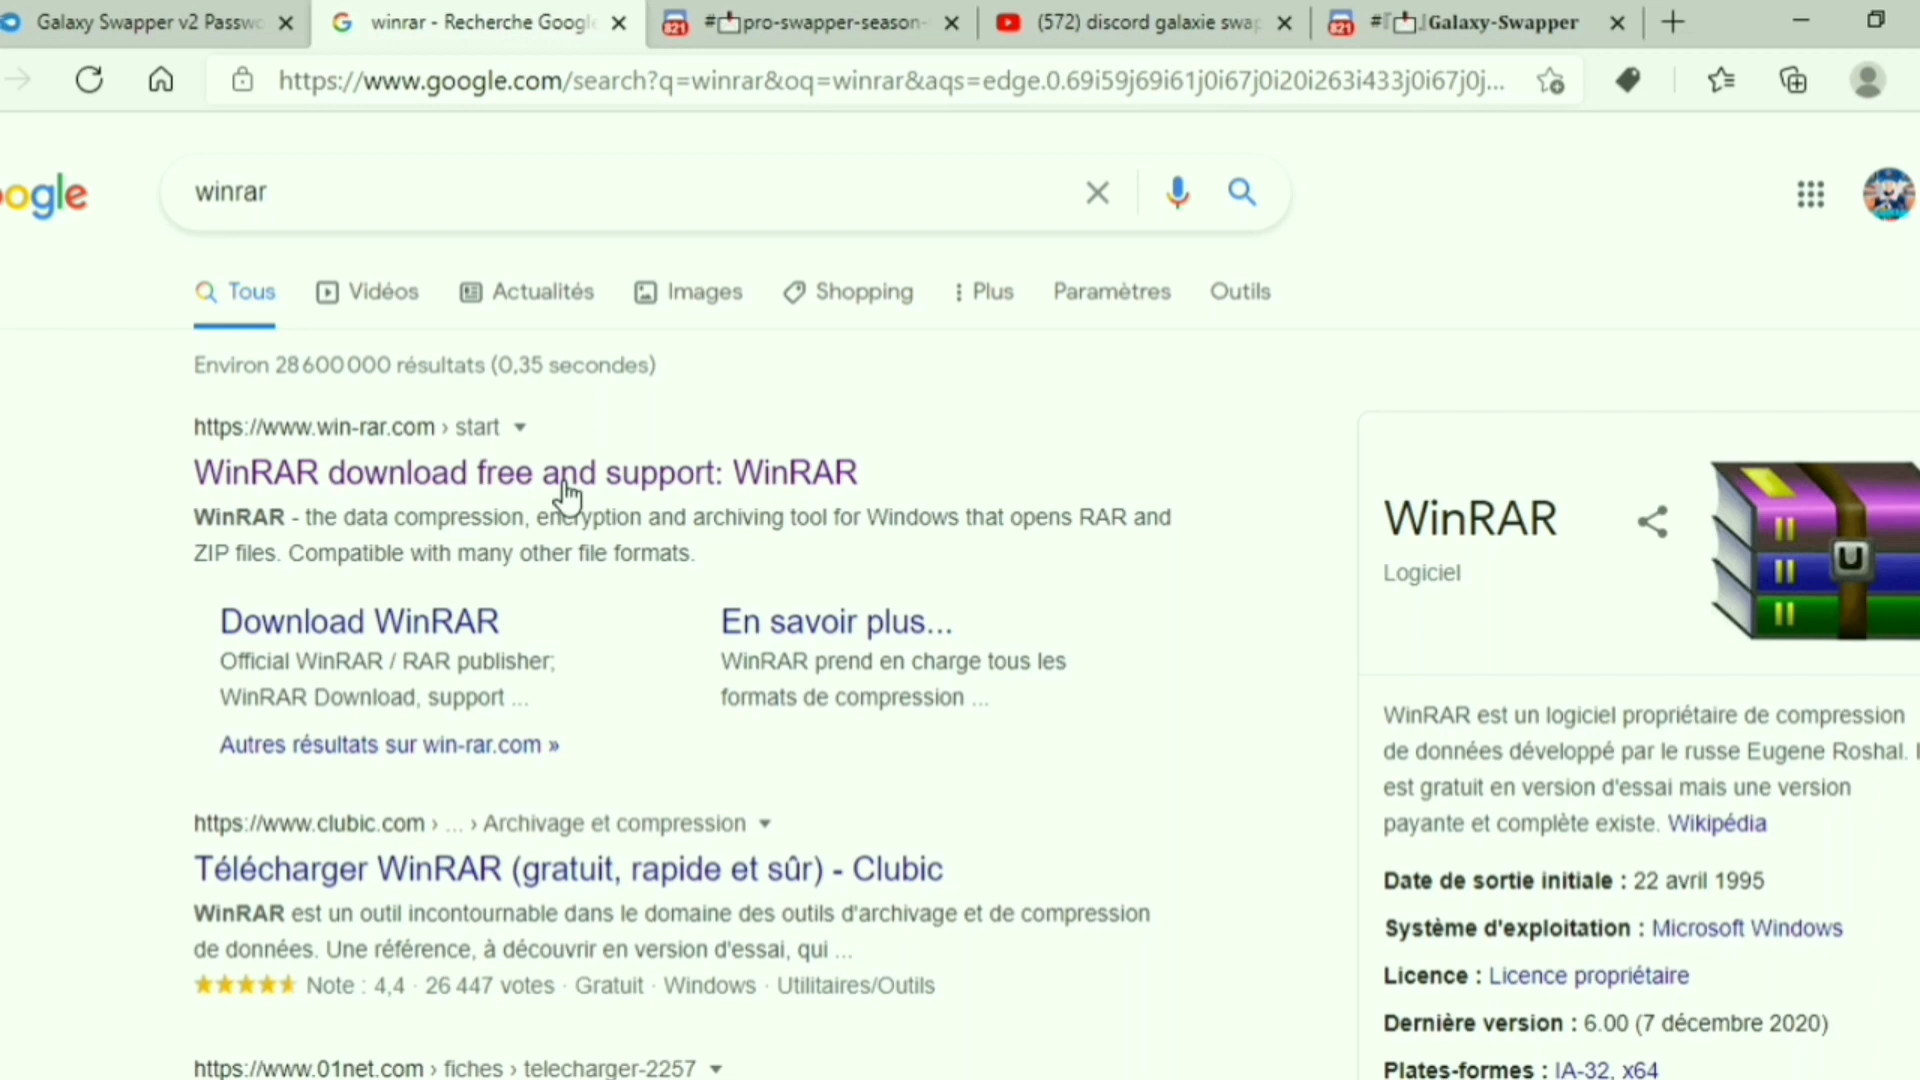 Galaxy Swapper v2 Passwo
winrar - Recherche Google
#📩pro-swapper-season-
(572) discord galaxie swap
#『📩』Galaxy-Swapper
https://www.google.com/search?q=winrar&oq=winrar&aqs=edge.0.69i59j69i61j0i67j0i20i263i433j0i67j0j...
ogle
winrar
Tous
Vidéos
Actualités
Images
Shopping
Plus
Paramètres
Outils
Environ 28 600 000 résultats (0,35 secondes)
https://www.win-rar.com › start
WinRAR download free and support: WinRAR
WinRAR - the data compression, encryption and archiving tool for Windows that opens RAR and
ZIP files. Compatible with many other file formats.
Download WinRAR
Official WinRAR / RAR publisher;
WinRAR Download, support ...
En savoir plus...
WinRAR prend en charge tous les
formats de compression ...
Autres résultats sur win-rar.com »
https://www.clubic.com › ... › Archivage et compression
Télécharger WinRAR (gratuit, rapide et sûr) - Clubic
WinRAR est un outil incontournable dans le domaine des outils d'archivage et de compression
de données. Une référence, à découvrir en version d'essai, qui ...
Note : 4,4 · 26 447 votes · Gratuit · Windows · Utilitaires/Outils
https://www.01net.com › fiches › telecharger-2257
WinRAR
Logiciel
WinRAR est un logiciel propriétaire de compression
de données développé par le russe Eugene Roshal.
est gratuit en version d'essai mais une version
payante et complète existe. Wikipédia
Date de sortie initiale : 22 avril 1995
Système d'exploitation : Microsoft Windows
Licence : Licence propriétaire
Dernière version : 6.00 (7 décembre 2020)
Plates-formes : IA-32, x64